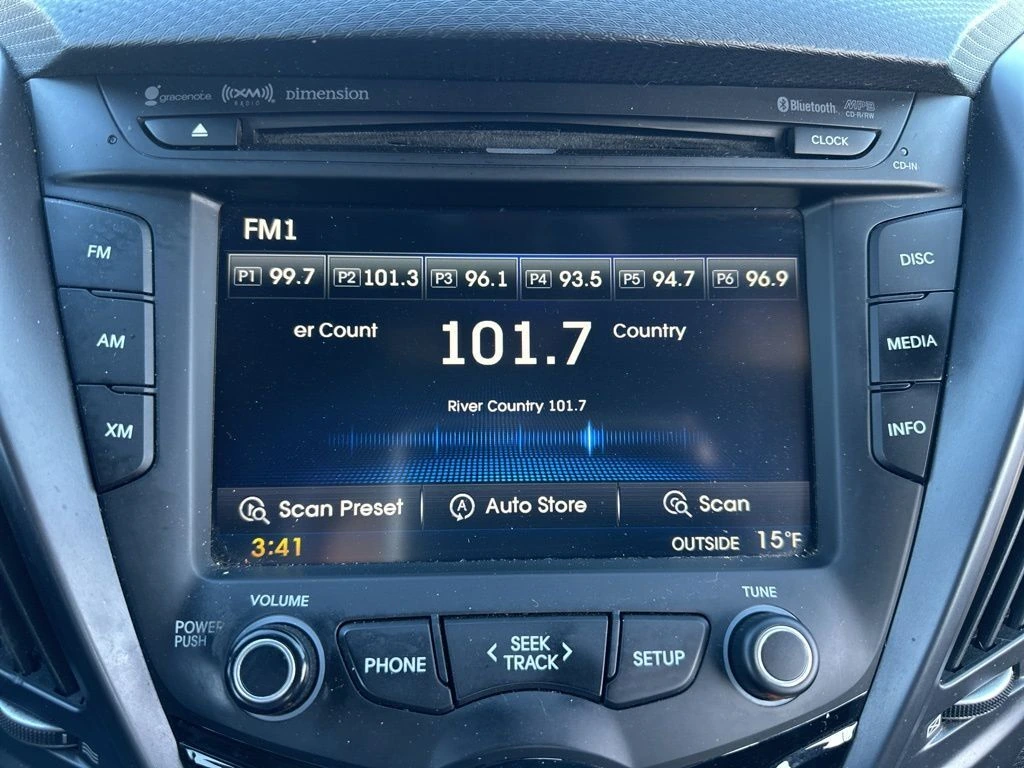 gracenote (((XM))) RADIO Dimension
Bluetooth MP3
CD-R/RW
CLOCK
CD-IN
FM
AM
XM
DISC
MEDIA
INFO
FM1
P1 99.7 P2 101.3 P3 96.1 P4 93.5 P5 94.7 P6 96.9
er Count 101.7 Country
River Country 101.7
Scan Preset A Auto Store Scan
3:41 OUTSIDE 15°F
VOLUME
POWER
PUSH
PHONE
< SEEK >
TRACK
SETUP
TUNE